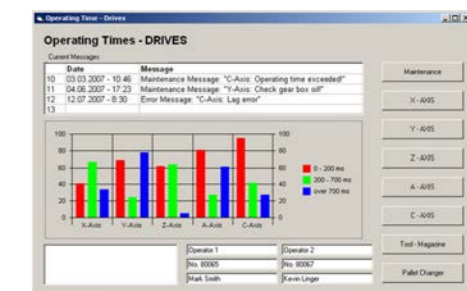 Operating Time - Drives
Operating Times - DRIVES
Current Messages
Date Message
10 03.03.2007 - 10:46 Maintenance Message: "C-Axis: Operating time exceeded!"
11 04.06.2007 - 17:23 Maintenance Message: "Y-Axis: Check gear box oil!"
12 12.07.2007 - 8:30 Error Message: "C-Axis: Lag error"
13
Maintenance
X - AXIS
Y - AXIS
Z - AXIS
A - AXIS
C - AXIS
Tool - Magazine
Pallet Changer
100 100
80 80
60 60
40 40
20 20
0 0
X-Axis Y-Axis Z-Axis A-Axis C-Axis
0 - 200 ms
200 - 700 ms
over 700 ms
Operator 1 Operator 2
No. 80065 No. 80067
Mark Smith Kevin Linger